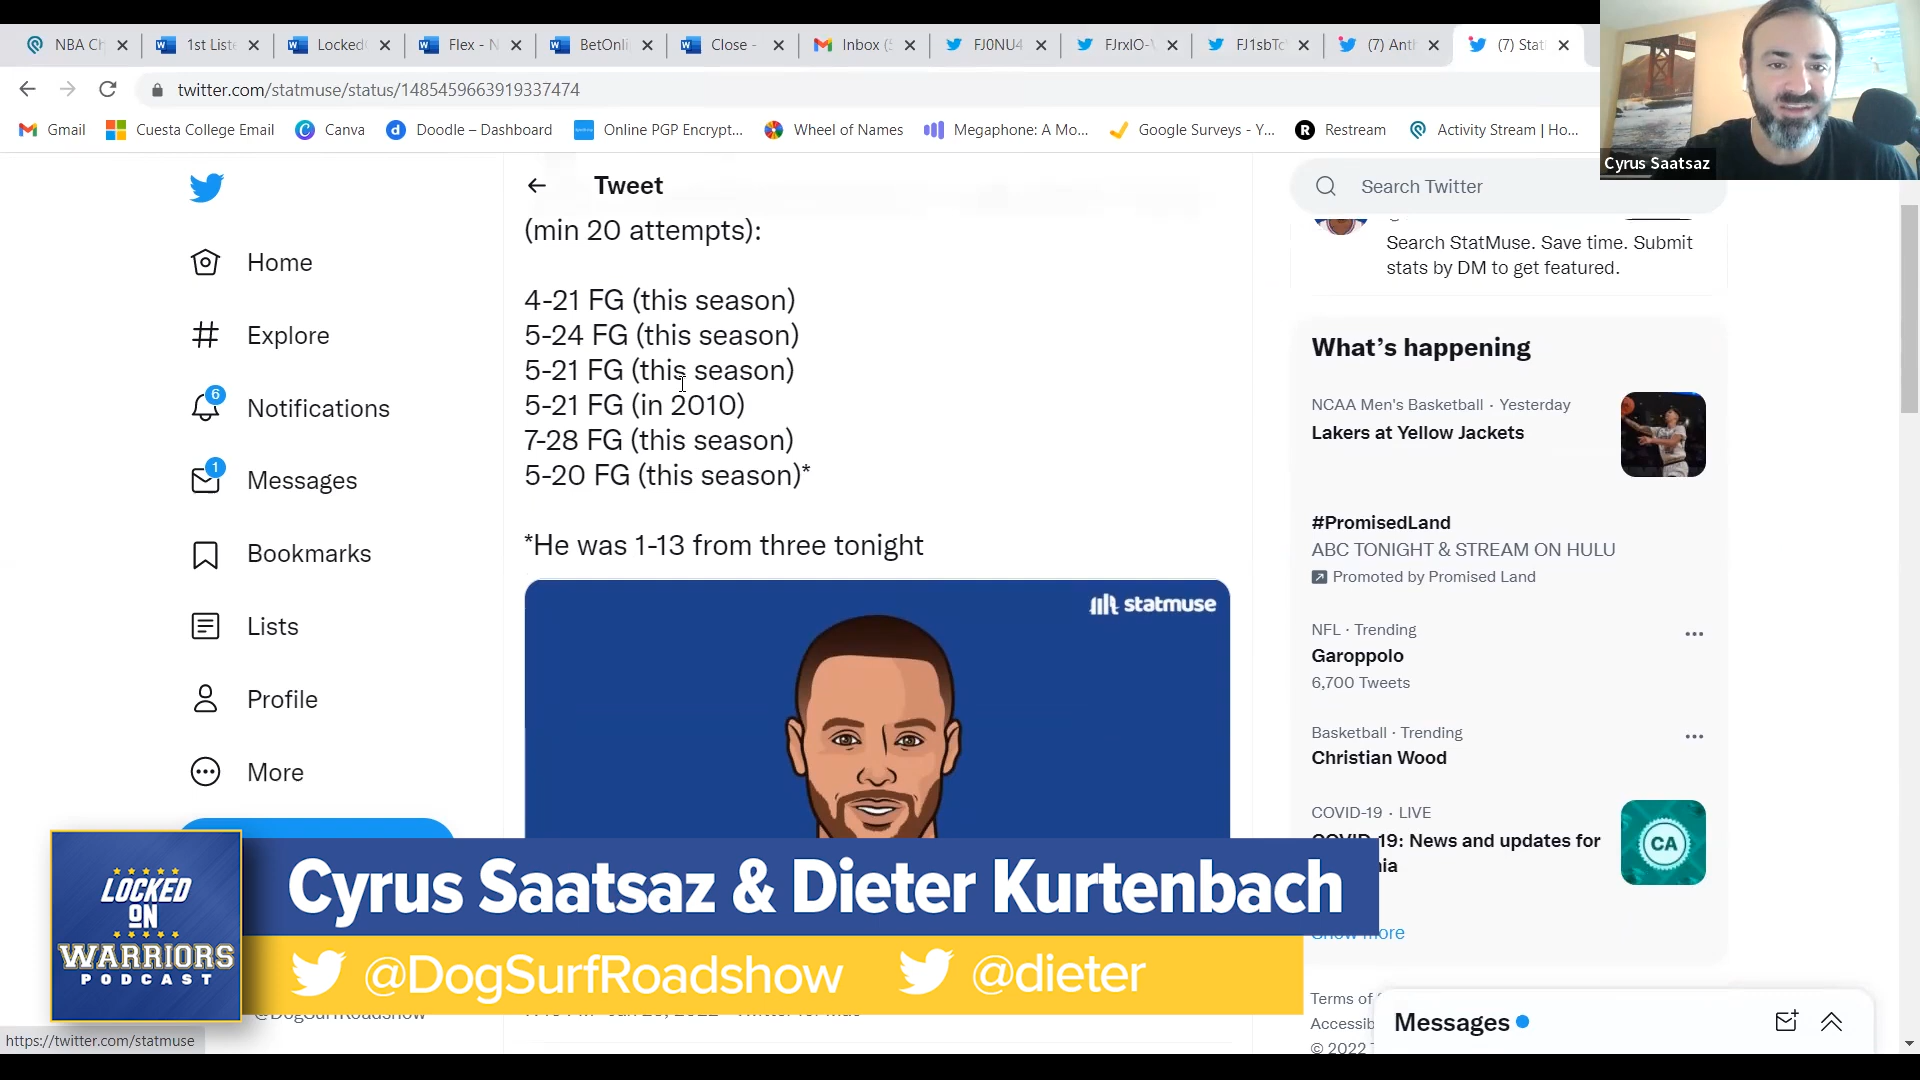 NBA Ch
1st List
Locked
Flex - N
BetOnli
Close -
Inbox (
FJ0NU4
FJrxIO-
FJ1sbTc
(7) Anth
(7) Stat
twitter.com/statmuse/status/1485459663919337474
Gmail
Cuesta College Email
Canva
Doodle – Dashboard
Online PGP Encrypt...
Wheel of Names
Megaphone: A Mo...
Google Surveys - Y...
Restream
Activity Stream | Ho...
Cyrus Saatsaz
Home
Explore
6
Notifications
1
Messages
Bookmarks
Lists
Profile
More
Tweet
(min 20 attempts):
4-21 FG (this season)
5-24 FG (this season)
5-21 FG (this season)
5-21 FG (in 2010)
7-28 FG (this season)
5-20 FG (this season)*
*He was 1-13 from three tonight
statmuse
Search Twitter
Search StatMuse. Save time. Submit
stats by DM to get featured.
What's happening
NCAA Men's Basketball · Yesterday
Lakers at Yellow Jackets
#PromisedLand
ABC TONIGHT & STREAM ON HULU
Promoted by Promised Land
NFL · Trending
Garoppolo
6,700 Tweets
Basketball · Trending
Christian Wood
COVID-19 · LIVE
COVID-19: News and updates for
CA
Show more
Terms of
Accessib
© 2022
Messages
LOCKED
ON
WARRIORS
PODCAST
Cyrus Saatsaz & Dieter Kurtenbach
@DogSurfRoadshow
@dieter
@DogSurfRoadshow
https://twitter.com/statmuse